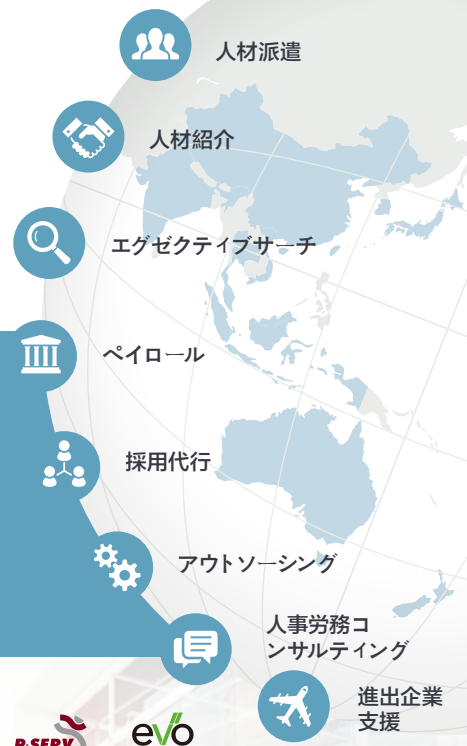 人材派遣
人材紹介
エグゼクティブサーチ
ペイロール
採用代行
アウトソーシング
人事労務コ
ンサルティング
進出企業
支援
P-SERV
evo